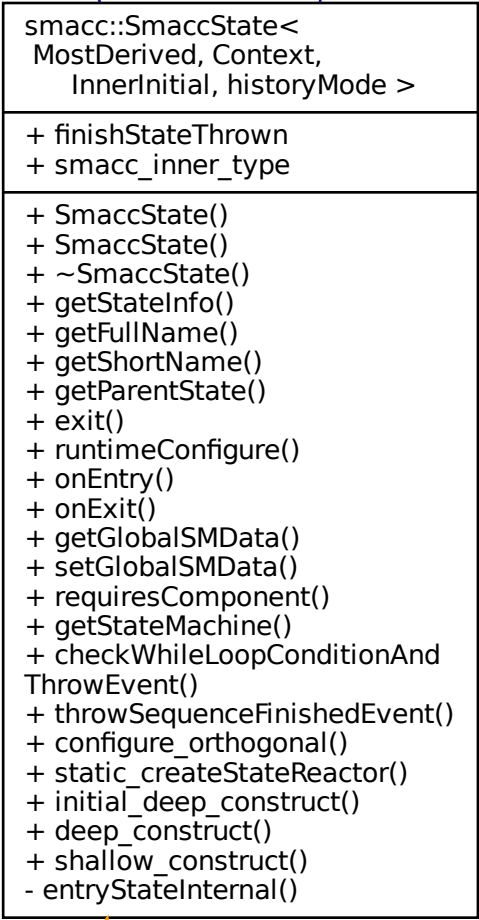 smacc::SmaccState<
MostDerived, Context,
InnerInitial, historyMode >
+ finishStateThrown
+ smacc_inner_type
+ SmaccState()
+ SmaccState()
+ ~SmaccState()
+ getStateInfo()
+ getFullName()
+ getShortName()
+ getParentState()
+ exit()
+ runtimeConfigure()
+ onEntry()
+ onExit()
+ getGlobalSMData()
+ setGlobalSMData()
+ requiresComponent()
+ getStateMachine()
+ checkWhileLoopConditionAnd
ThrowEvent()
+ throwSequenceFinishedEvent()
+ configure_orthogonal()
+ static_createStateReactor()
+ initial_deep_construct()
+ deep_construct()
+ shallow_construct()
- entryStateInternal()